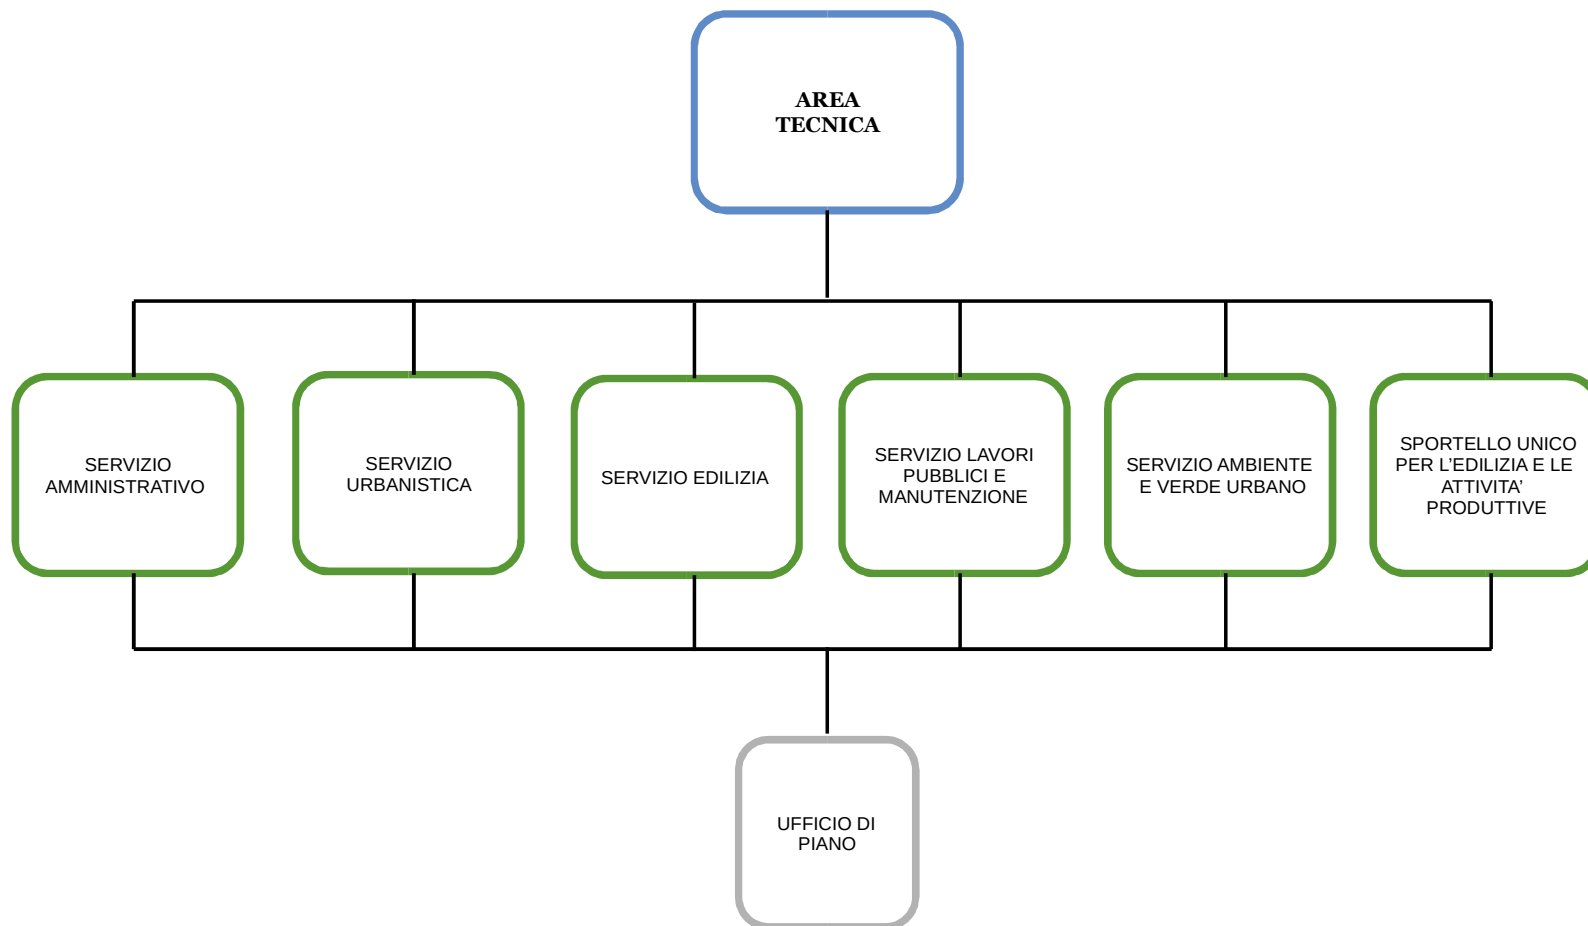 AREA
TECNICA
SERVIZIO
AMMINISTRATIVO
SERVIZIO
URBANISTICA
SERVIZIO EDILIZIA
SERVIZIO LAVORI
PUBBLICI E
MANUTENZIONE
SERVIZIO AMBIENTE
E VERDE URBANO
SPORTELLO UNICO
PER L’EDILIZIA E LE
ATTIVITA’
PRODUTTIVE
UFFICIO DI
PIANO